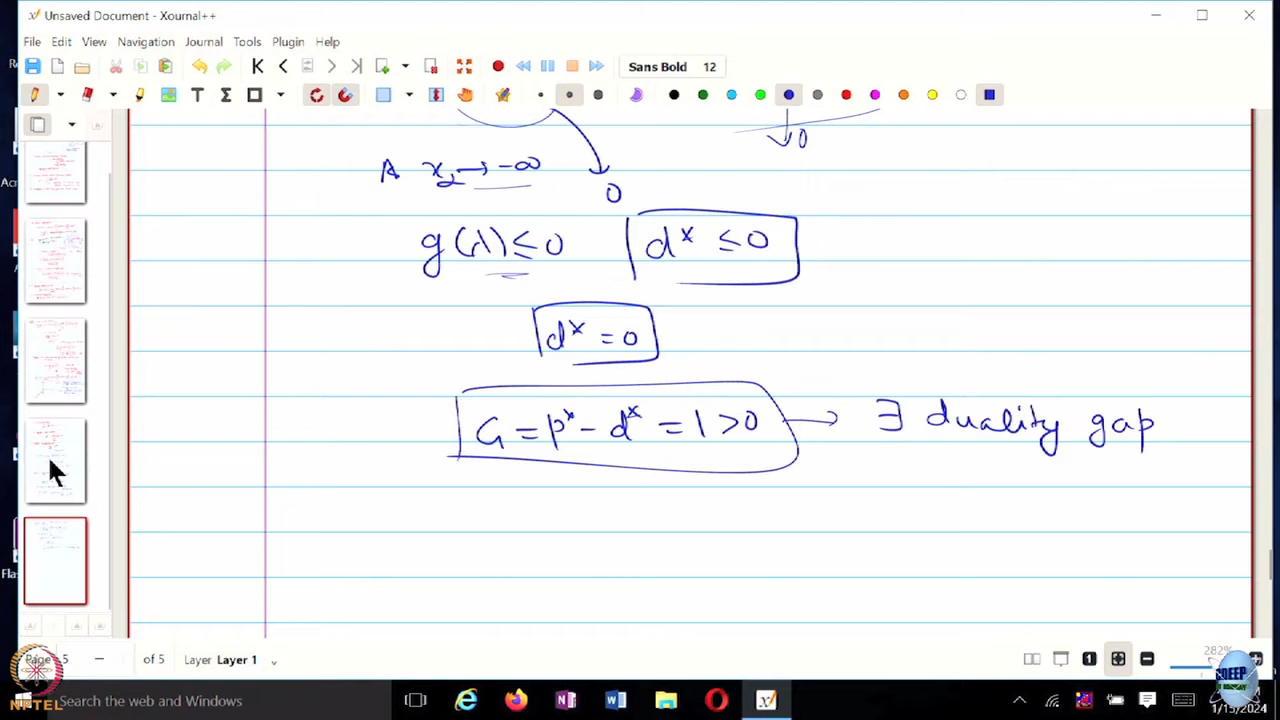 Unsaved Document - Xournal++
File Edit View Navigation Journal Tools Plugin Help
Sans Bold 12
0
A x₂ → -∞
0
g(λ) ≤ 0 d* ≤ 0
d* = 0
G = p* - d* = 1 > 0 → ∃ duality gap
Page 5 of 5 Layer Layer 1
282%
NPTEL
Search the web and Windows
1/15/2024